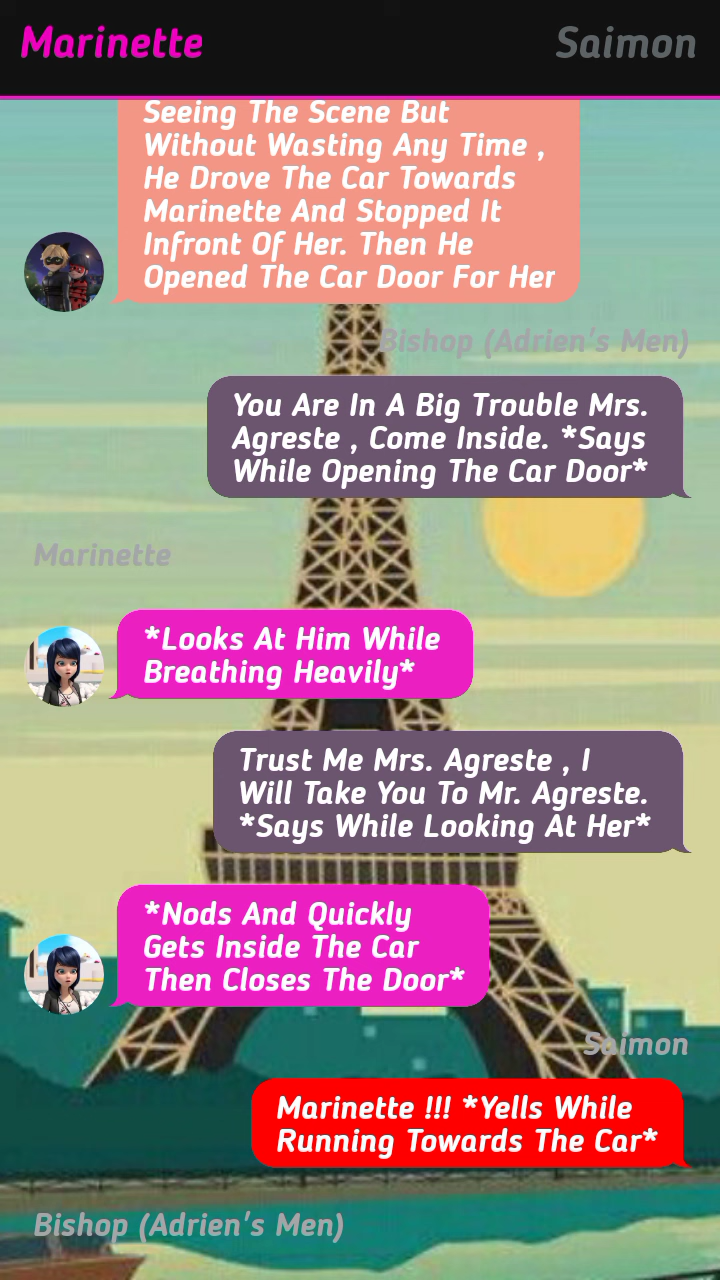 Marinette
Saimon
Seeing The Scene But
Without Wasting Any Time ,
He Drove The Car Towards
Marinette And Stopped It
Infront Of Her. Then He
Opened The Car Door For Her
Bishop (Adrien's Men)
You Are In A Big Trouble Mrs.
Agreste , Come Inside. *Says
While Opening The Car Door*
Marinette
*Looks At Him While
Breathing Heavily*
Trust Me Mrs. Agreste , I
Will Take You To Mr. Agreste.
*Says While Looking At Her*
*Nods And Quickly
Gets Inside The Car
Then Closes The Door*
Saimon
Marinette !!! *Yells While
Running Towards The Car*
Bishop (Adrien's Men)